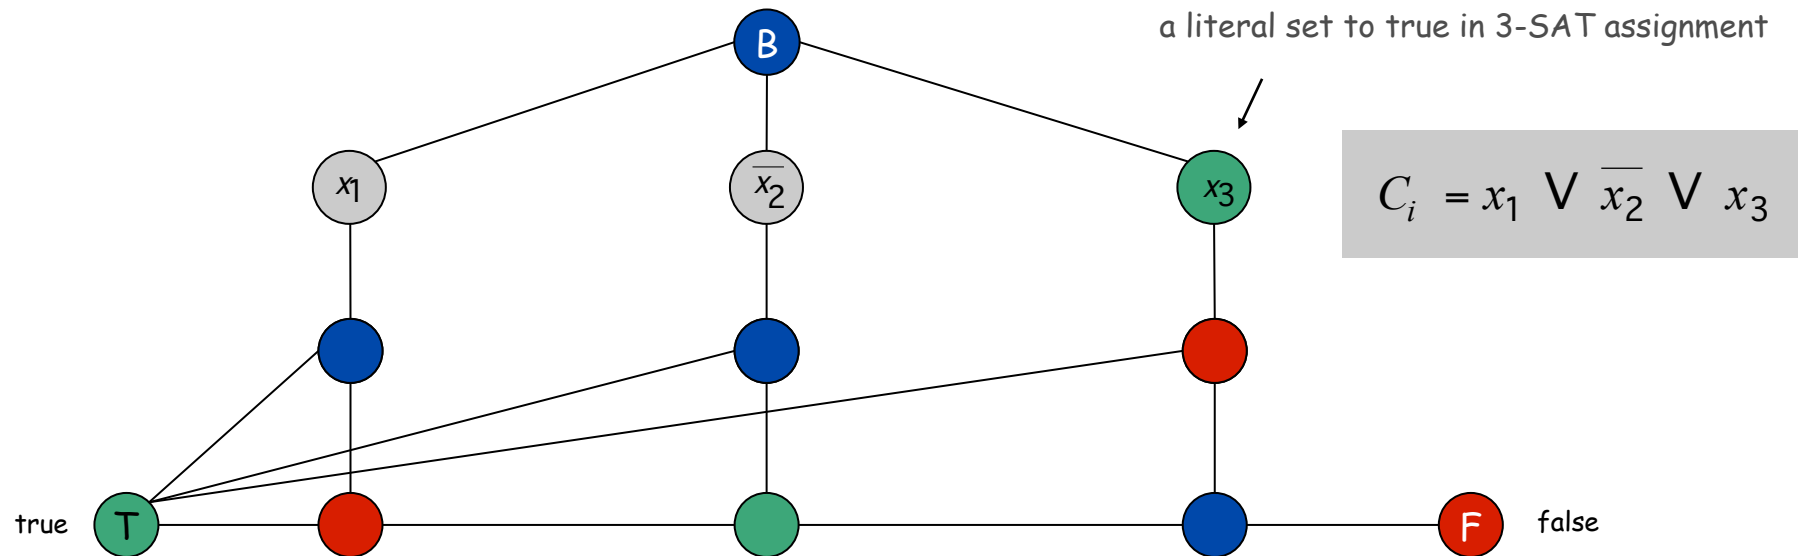 B
a literal set to true in 3-SAT assignment
x1
x̅2
x3
Ci = x1 V x̅2 V x3
true
T
F
false